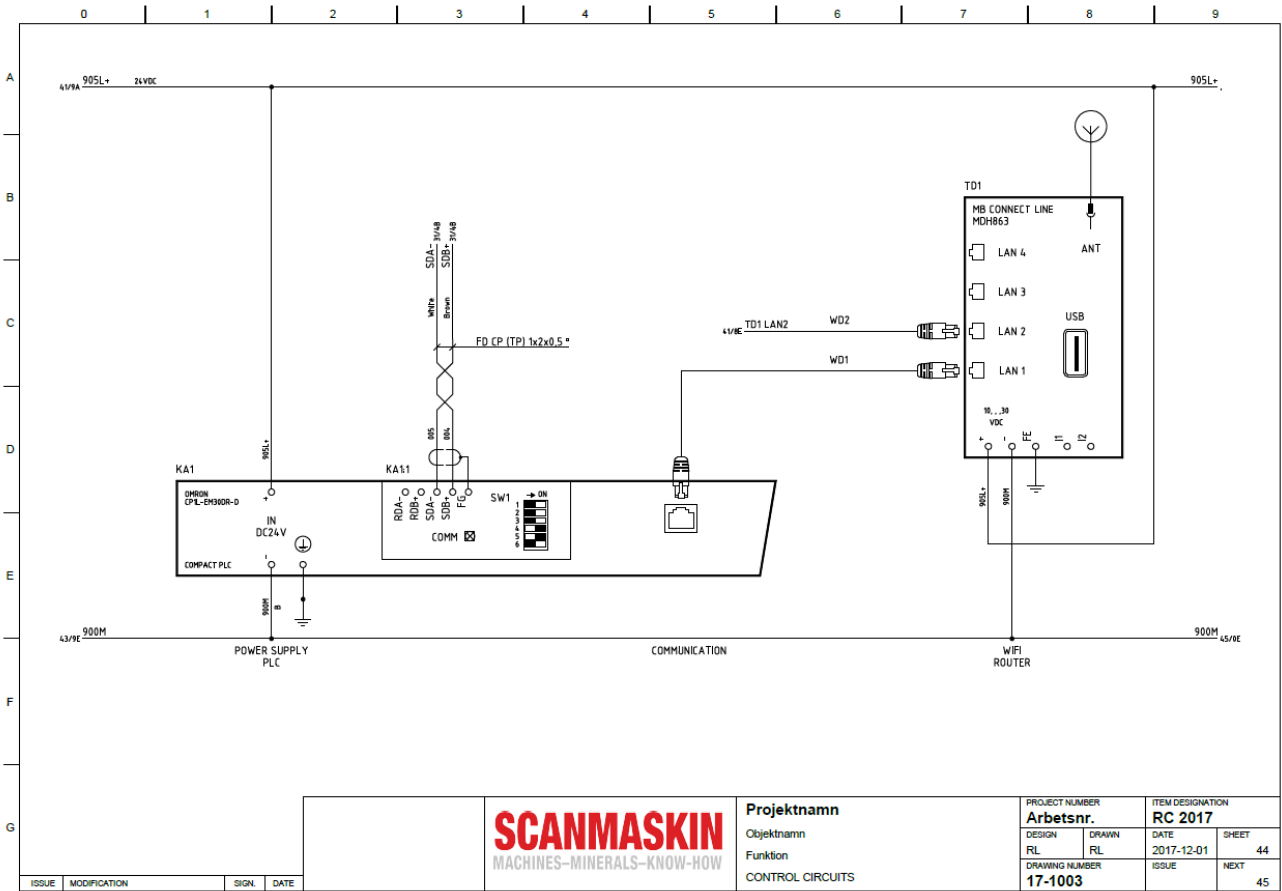 0 1 2 3 4 5 6 7 8 9
A
B
C
D
E
F
G
41/9A 905L+ 24VDC
905L+
TD1
MB CONNECT LINE
MDH863
ANT
LAN 4
LAN 3
LAN 2
LAN 1
USB
10...30
VDC
+ - FE I1 I2
905L+ 900M
SDA- 31/4B
SDB+ 31/4B
White
Brown
FD CP (TP) 1x2x0,5 "
005 004
41/8E TD1 LAN2 WD2
WD1
905L+
KA1
OMRON
CP1L-EM30DR-D
+
IN
DC24V
-
COMPACT PLC
KA1:1
RDA- RDB+ SDA- SDB+ FG
COMM
SW1
→ ON
1
2
3
4
5
6
900M B
43/9E 900M
900M 45/0E
POWER SUPPLY
PLC
COMMUNICATION
WIFI
ROUTER
ISSUE MODIFICATION SIGN. DATE
SCANMASKIN
MACHINES–MINERALS–KNOW-HOW
Projektnamn
Objektnamn
Funktion
CONTROL CIRCUITS
PROJECT NUMBER
Arbetsnr.
ITEM DESIGNATION
RC 2017
DESIGN DRAWN DATE SHEET
RL RL 2017-12-01 44
DRAWING NUMBER ISSUE NEXT
17-1003 45